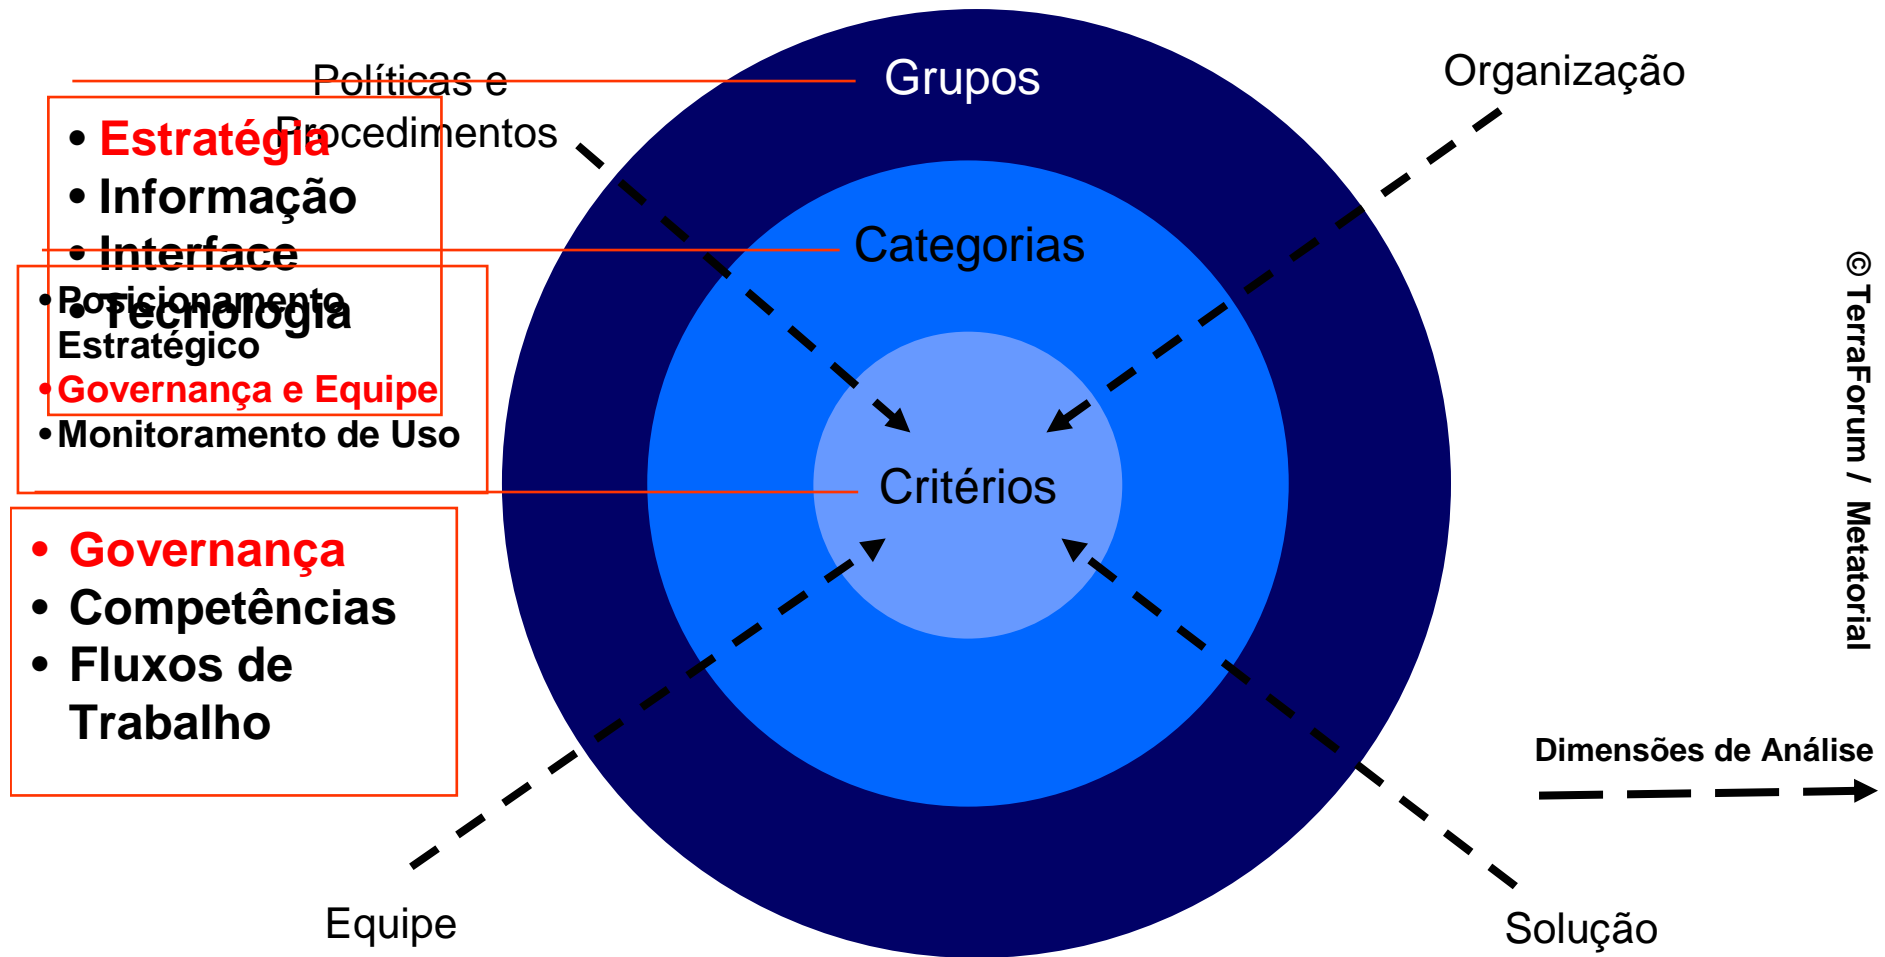 Políticas e
Procedimentos
Grupos
Organização
• Estratégia
• Informação
• Interface
• Tecnologia
Categorias
• Posicionamento
Estratégico
• Governança e Equipe
• Monitoramento de Uso
Critérios
• Governança
• Competências
• Fluxos de
Trabalho
© TerraForum / Metatorial
Dimensões de Análise
Equipe
Solução